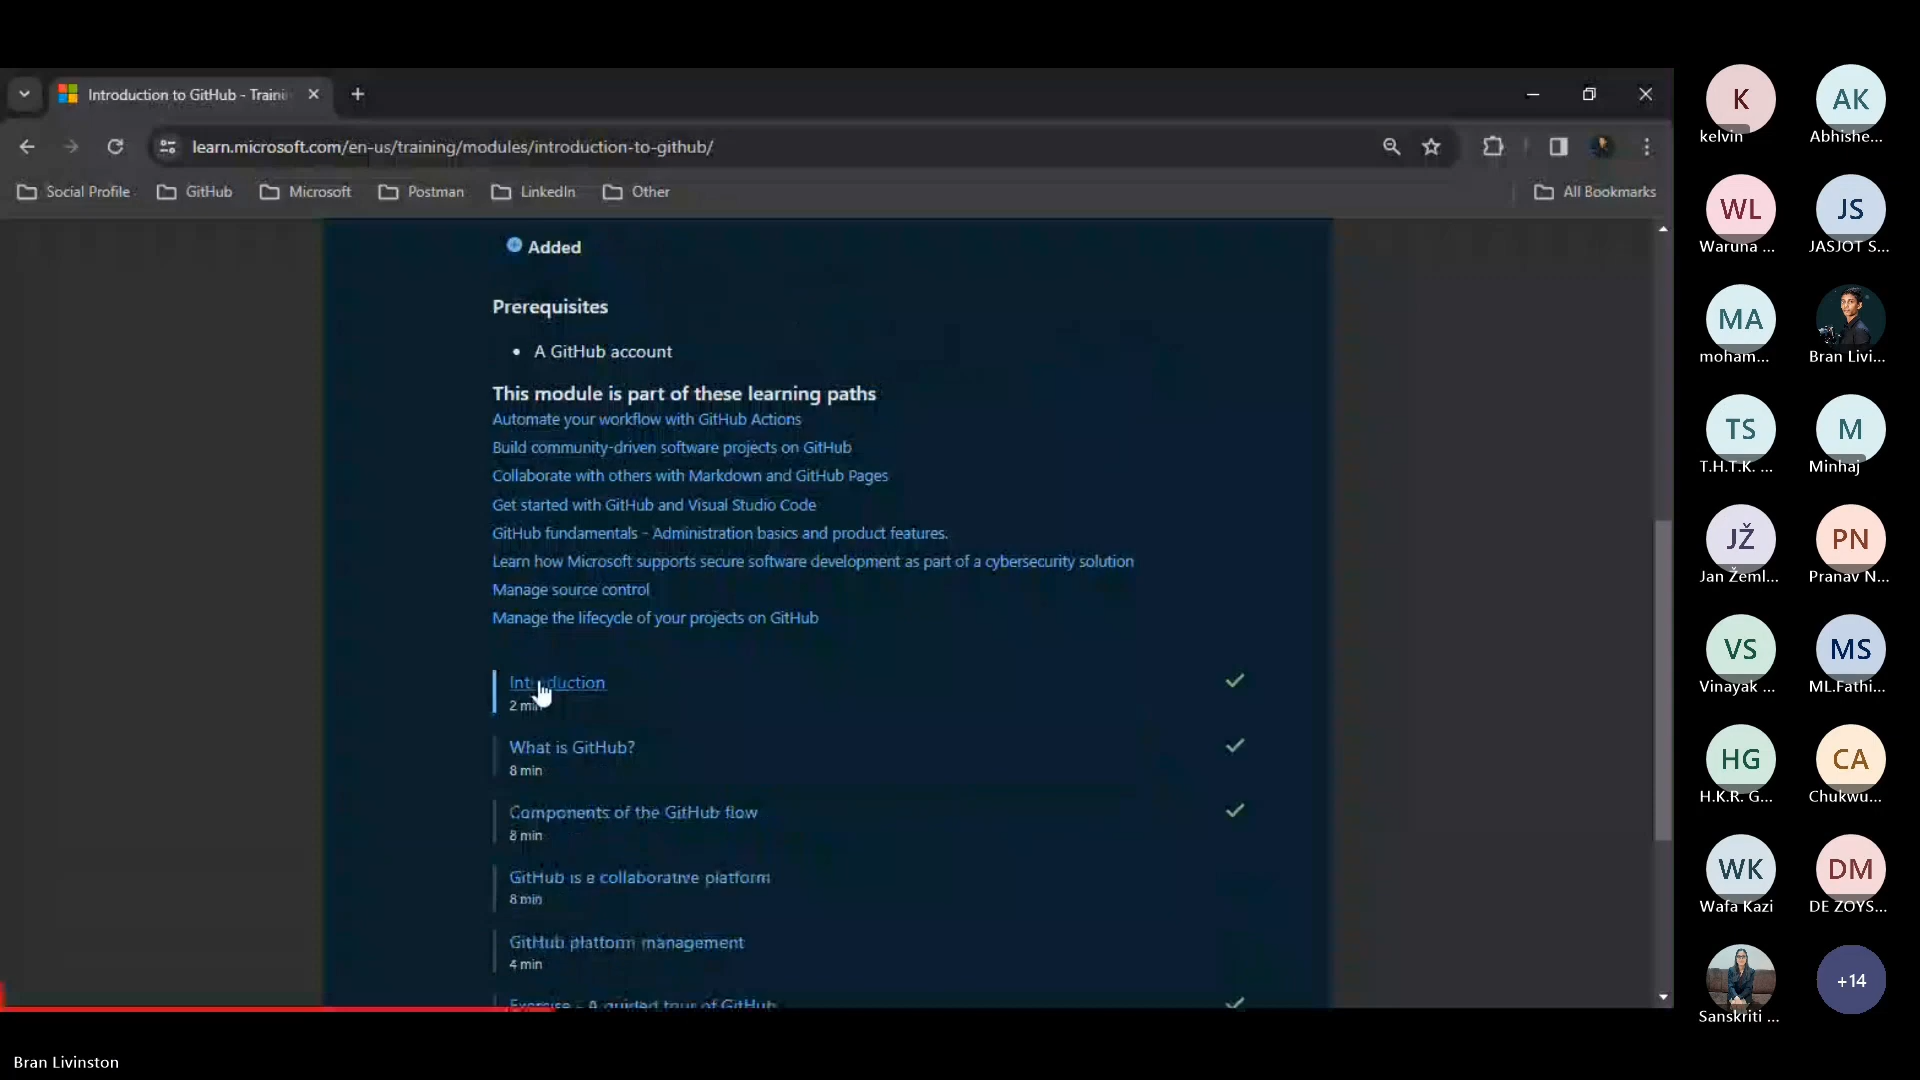 Introduction to GitHub - Traini
learn.microsoft.com/en-us/training/modules/introduction-to-github/
Social Profile
GitHub
Microsoft
Postman
LinkedIn
Other
All Bookmarks
Added
Prerequisites
• A GitHub account
This module is part of these learning paths
Automate your workflow with GitHub Actions
Build community-driven software projects on GitHub
Collaborate with others with Markdown and GitHub Pages
Get started with GitHub and Visual Studio Code
GitHub fundamentals - Administration basics and product features.
Learn how Microsoft supports secure software development as part of a cybersecurity solution
Manage source control
Manage the lifecycle of your projects on GitHub
Introduction
2 min
What is GitHub?
8 min
Components of the GitHub flow
8 min
GitHub is a collaborative platform
8 min
GitHub platform management
4 min
Exercise - A guided tour of GitHub
K
kelvin
AK
Abhishe...
WL
Waruna ...
JS
JASJOT S...
MA
moham...
Bran Livi...
TS
T.H.T.K. ...
M
Minhaj
JŽ
Jan Žeml...
PN
Pranav N...
VS
Vinayak ...
MS
ML.Fathi...
HG
H.K.R. G...
CA
Chukwu...
WK
Wafa Kazi
DM
DE ZOYS...
Sanskriti ...
+14
Bran Livinston